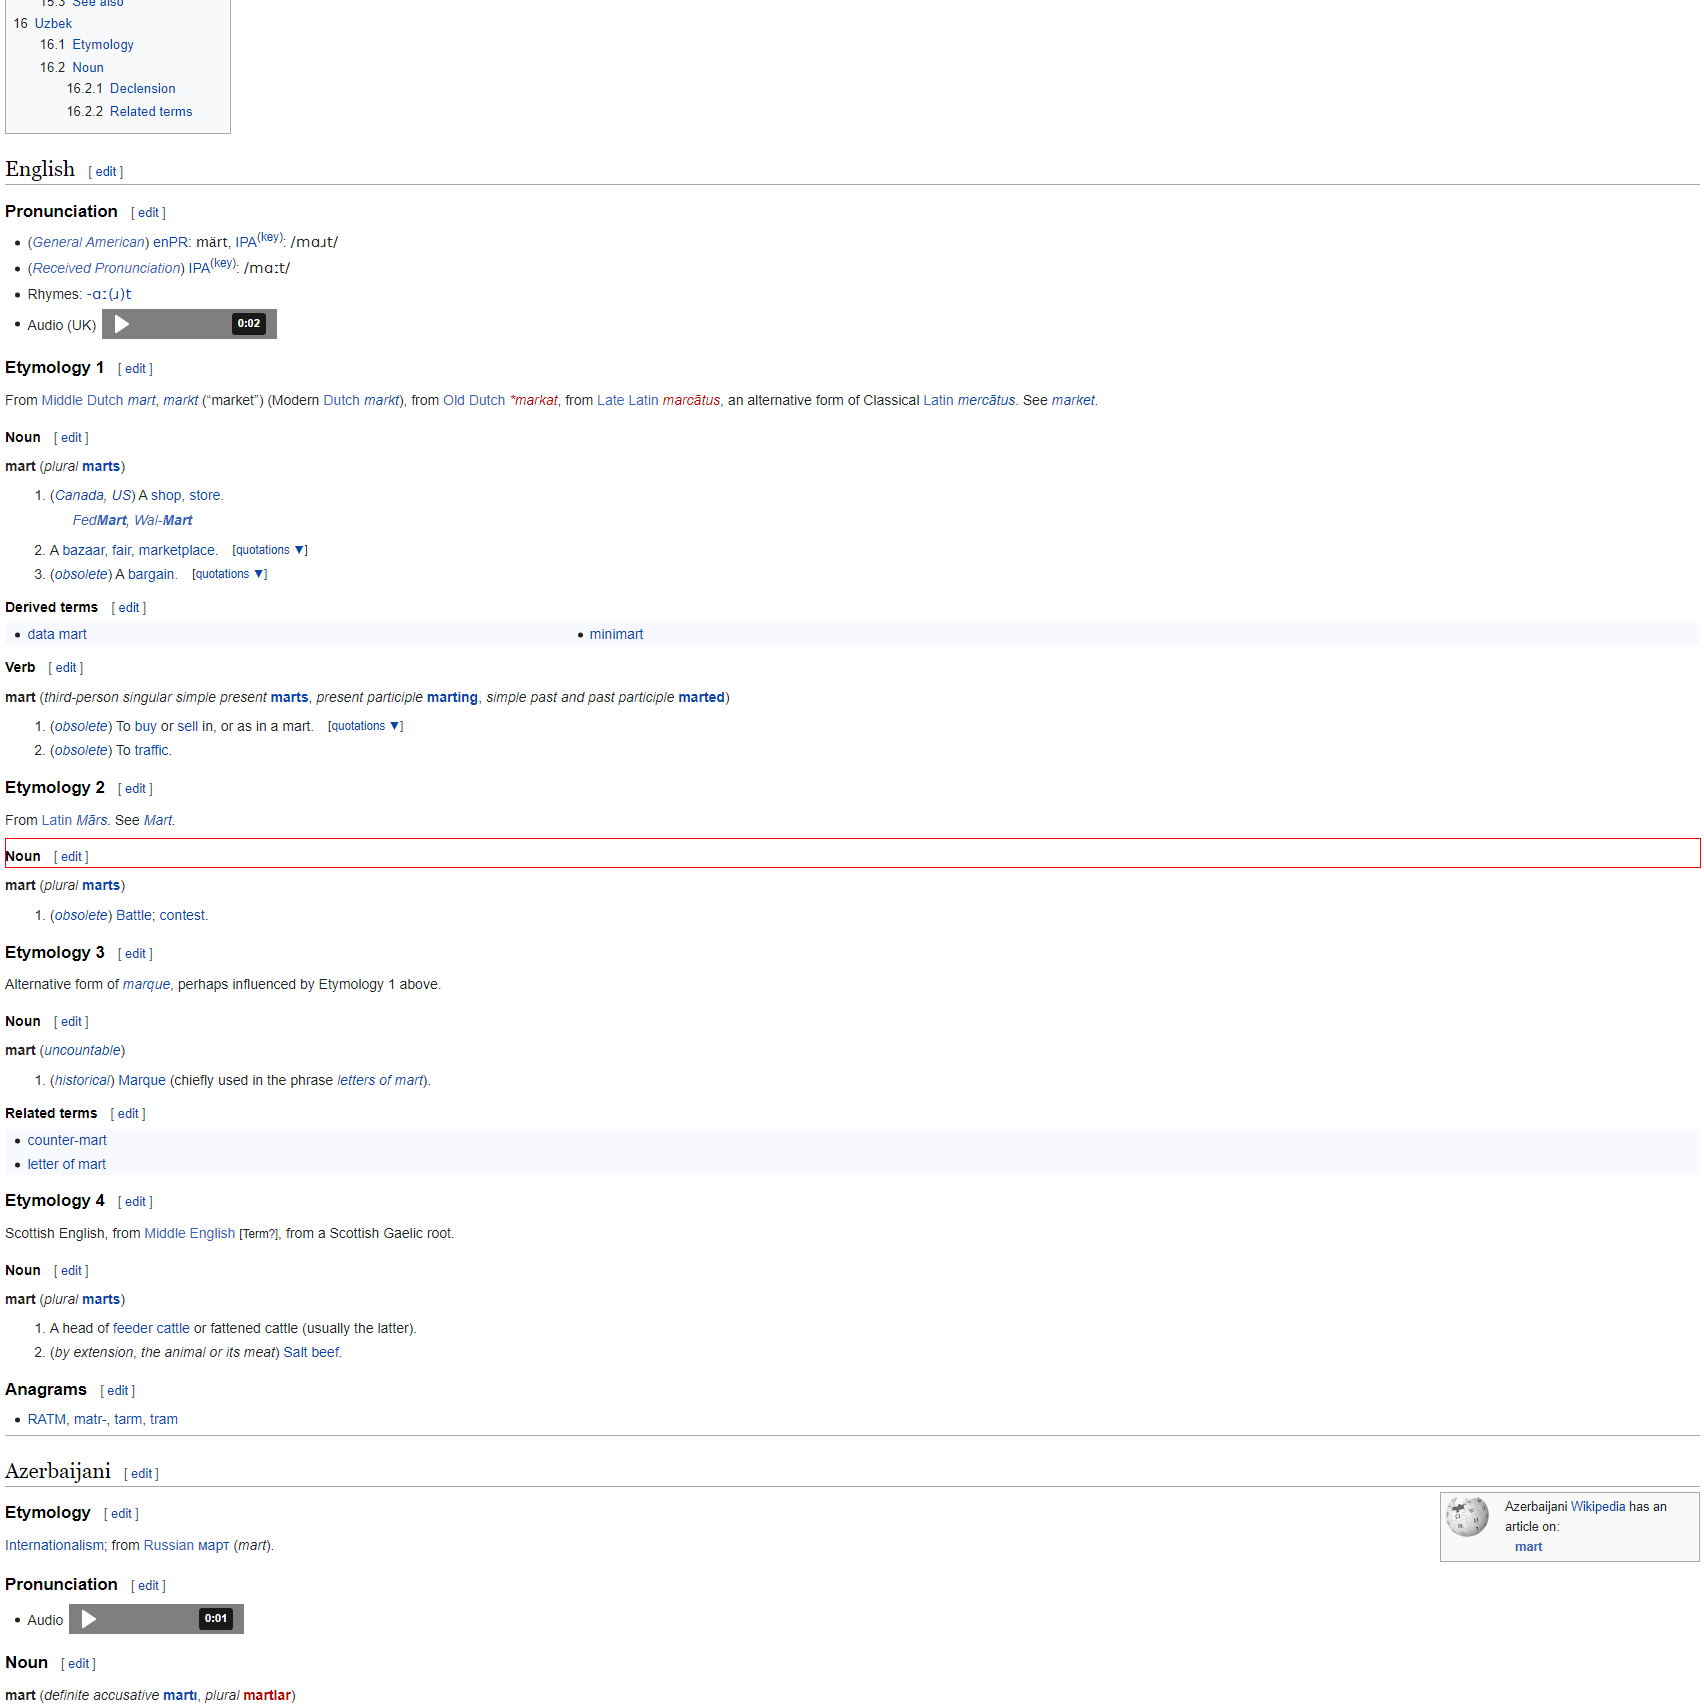 15.3 See also
16 Uzbek
16.1 Etymology
16.2 Noun
16.2.1 Declension
16.2.2 Related terms
English [ edit ]
Pronunciation [ edit ]
• (General American) enPR: märt, IPA(key): /mɑɹt/
• (Received Pronunciation) IPA(key): /mɑːt/
• Rhymes: -ɑː(ɹ)t
• Audio (UK) 0:02
Etymology 1 [ edit ]
From Middle Dutch mart, markt (“market”) (Modern Dutch markt), from Old Dutch *markat, from Late Latin marcātus, an alternative form of Classical Latin mercātus. See market.
Noun [ edit ]
mart (plural marts)
1. (Canada, US) A shop, store.
FedMart, Wal-Mart
2. A bazaar, fair, marketplace. [quotations ▼]
3. (obsolete) A bargain. [quotations ▼]
Derived terms [ edit ]
• data mart • minimart
Verb [ edit ]
mart (third-person singular simple present marts, present participle marting, simple past and past participle marted)
1. (obsolete) To buy or sell in, or as in a mart. [quotations ▼]
2. (obsolete) To traffic.
Etymology 2 [ edit ]
From Latin Mārs. See Mart.
Noun [ edit ]
mart (plural marts)
1. (obsolete) Battle; contest.
Etymology 3 [ edit ]
Alternative form of marque, perhaps influenced by Etymology 1 above.
Noun [ edit ]
mart (uncountable)
1. (historical) Marque (chiefly used in the phrase letters of mart).
Related terms [ edit ]
• counter-mart
• letter of mart
Etymology 4 [ edit ]
Scottish English, from Middle English [Term?], from a Scottish Gaelic root.
Noun [ edit ]
mart (plural marts)
1. A head of feeder cattle or fattened cattle (usually the latter).
2. (by extension, the animal or its meat) Salt beef.
Anagrams [ edit ]
• RATM, matr-, tarm, tram
Azerbaijani [ edit ]
Etymology [ edit ]
Azerbaijani Wikipedia has an
article on:
mart
Internationalism; from Russian март (mart).
Pronunciation [ edit ]
• Audio 0:01
Noun [ edit ]
mart (definite accusative martı, plural martlar)